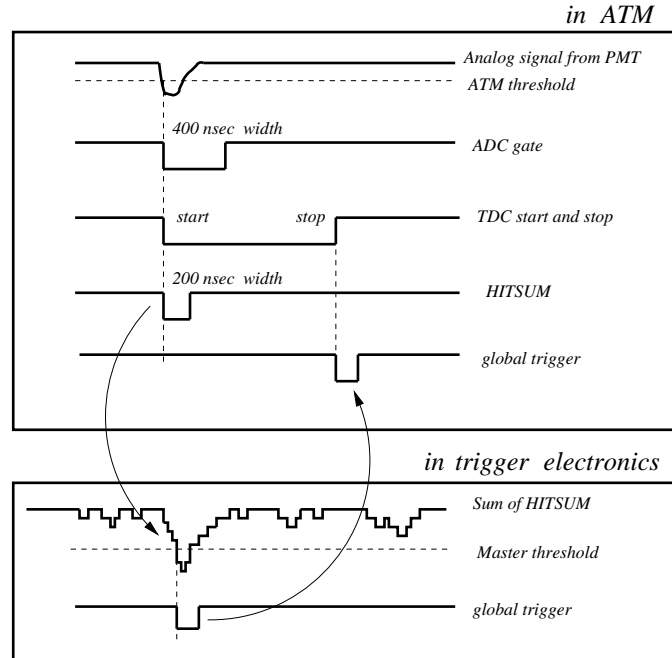 in ATM
Analog signal from PMT
ATM threshold
400 nsec width
ADC gate
start
stop
TDC start and stop
200 nsec width
HITSUM
global trigger
in trigger electronics
Sum of HITSUM
Master threshold
global trigger